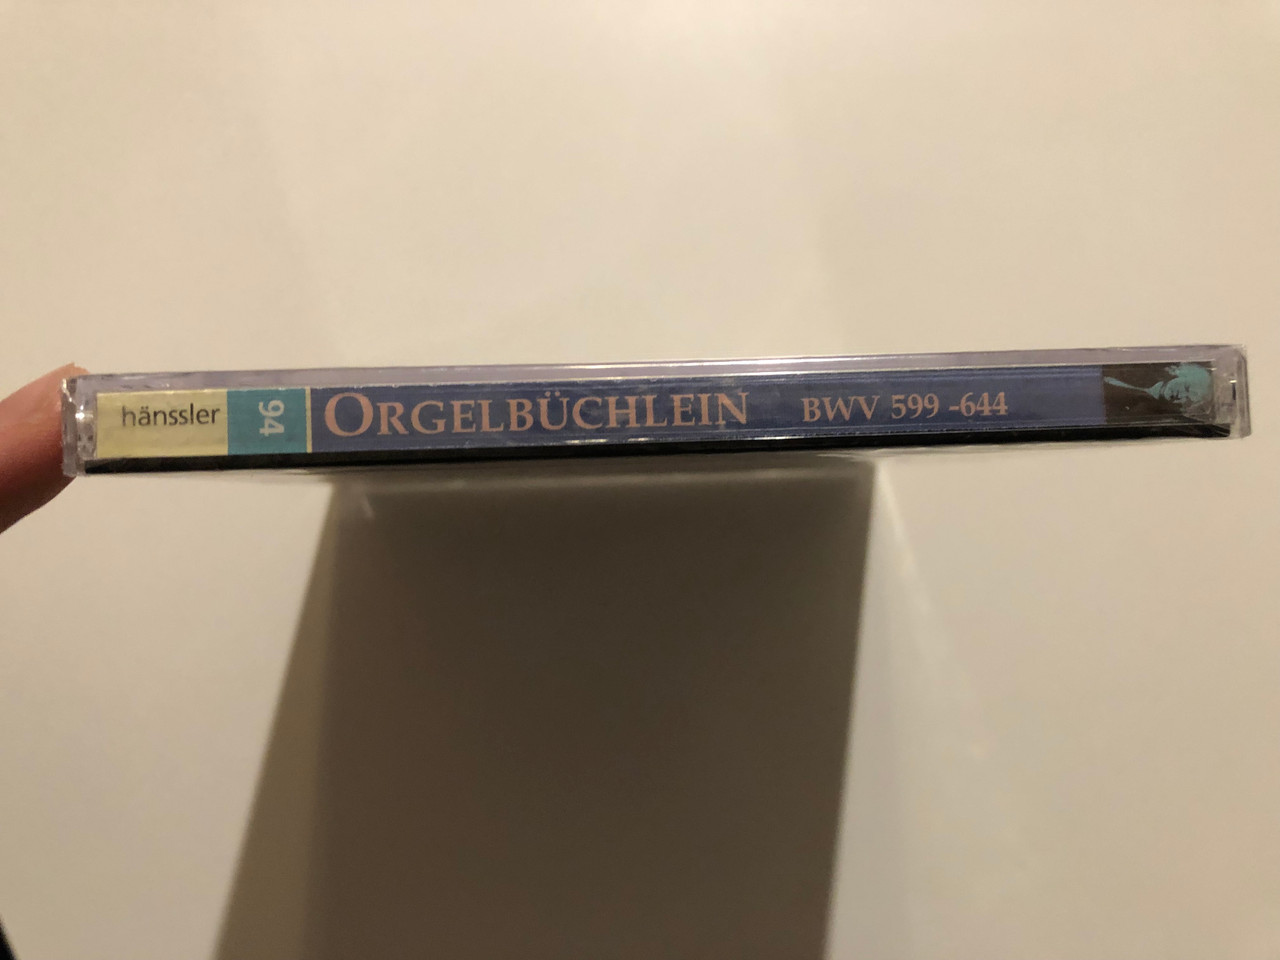 hänssler 94 ORGELBÜCHLEIN BWV 599 -644